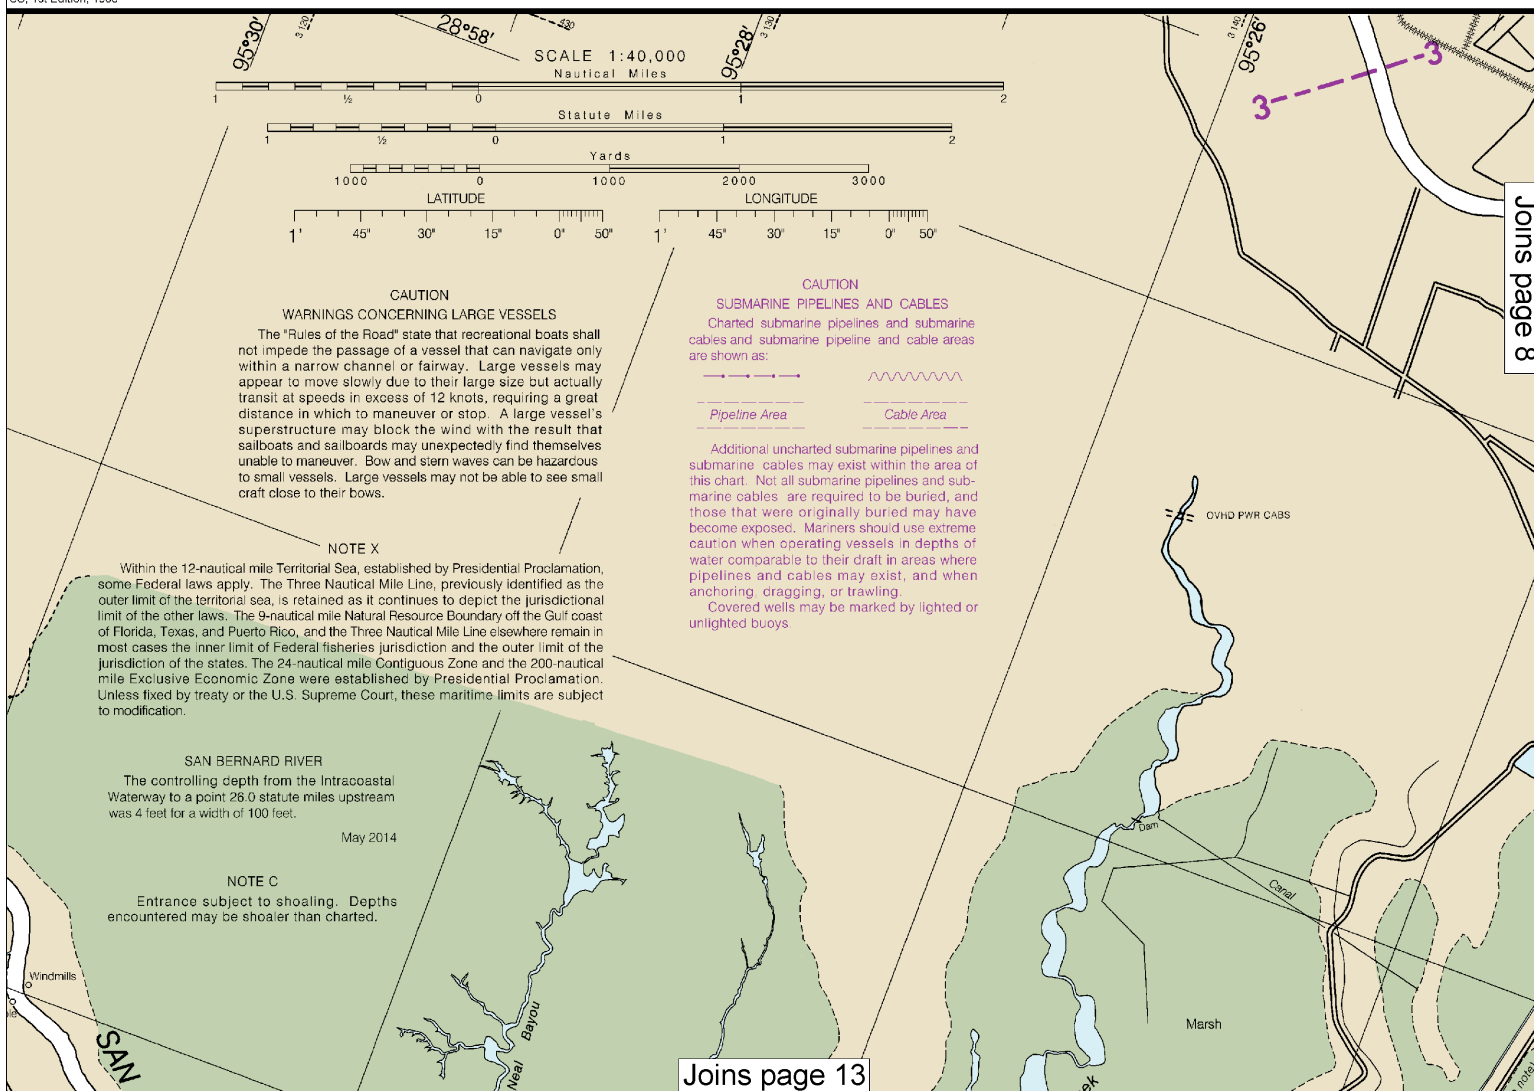 95°30'
3 120
28°58'
430
95°28'
3 130
3 140
95°26'
SCALE 1:40,000
Nautical Miles
1 ½ 0 1 2
Statute Miles
1 ½ 0 1 2
Yards
1000 0 1000 2000 3000
LATITUDE
1' 45" 30" 15" 0" 50"
LONGITUDE
1' 45" 30" 15" 0" 50"
3
3
Joins page 8
CAUTION
WARNINGS CONCERNING LARGE VESSELS
The "Rules of the Road" state that recreational boats shall
not impede the passage of a vessel that can navigate only
within a narrow channel or fairway. Large vessels may
appear to move slowly due to their large size but actually
transit at speeds in excess of 12 knots, requiring a great
distance in which to maneuver or stop. A large vessel's
superstructure may block the wind with the result that
sailboats and sailboards may unexpectedly find themselves
unable to maneuver. Bow and stern waves can be hazardous
to small vessels. Large vessels may not be able to see small
craft close to their bows.
CAUTION
SUBMARINE PIPELINES AND CABLES
Charted submarine pipelines and submarine
cables and submarine pipeline and cable areas
are shown as:
Pipeline Area
Cable Area
Additional uncharted submarine pipelines and
submarine cables may exist within the area of
this chart. Not all submarine pipelines and sub-
marine cables are required to be buried, and
those that were originally buried may have
become exposed. Mariners should use extreme
caution when operating vessels in depths of
water comparable to their draft in areas where
pipelines and cables may exist, and when
anchoring, dragging, or trawling.
Covered wells may be marked by lighted or
unlighted buoys.
NOTE X
Within the 12-nautical mile Territorial Sea, established by Presidential Proclamation,
some Federal laws apply. The Three Nautical Mile Line, previously identified as the
outer limit of the territorial sea, is retained as it continues to depict the jurisdictional
limit of the other laws. The 9-nautical mile Natural Resource Boundary off the Gulf coast
of Florida, Texas, and Puerto Rico, and the Three Nautical Mile Line elsewhere remain in
most cases the inner limit of Federal fisheries jurisdiction and the outer limit of the
jurisdiction of the states. The 24-nautical mile Contiguous Zone and the 200-nautical
mile Exclusive Economic Zone were established by Presidential Proclamation.
Unless fixed by treaty or the U.S. Supreme Court, these maritime limits are subject
to modification.
SAN BERNARD RIVER
The controlling depth from the Intracoastal
Waterway to a point 26.0 statute miles upstream
was 4 feet for a width of 100 feet.
May 2014
NOTE C
Entrance subject to shoaling. Depths
encountered may be shoaler than charted.
OVHD PWR CABS
Dam
Canal
Marsh
Windmills
SAN
Neal Bayou
ek
Joins page 13